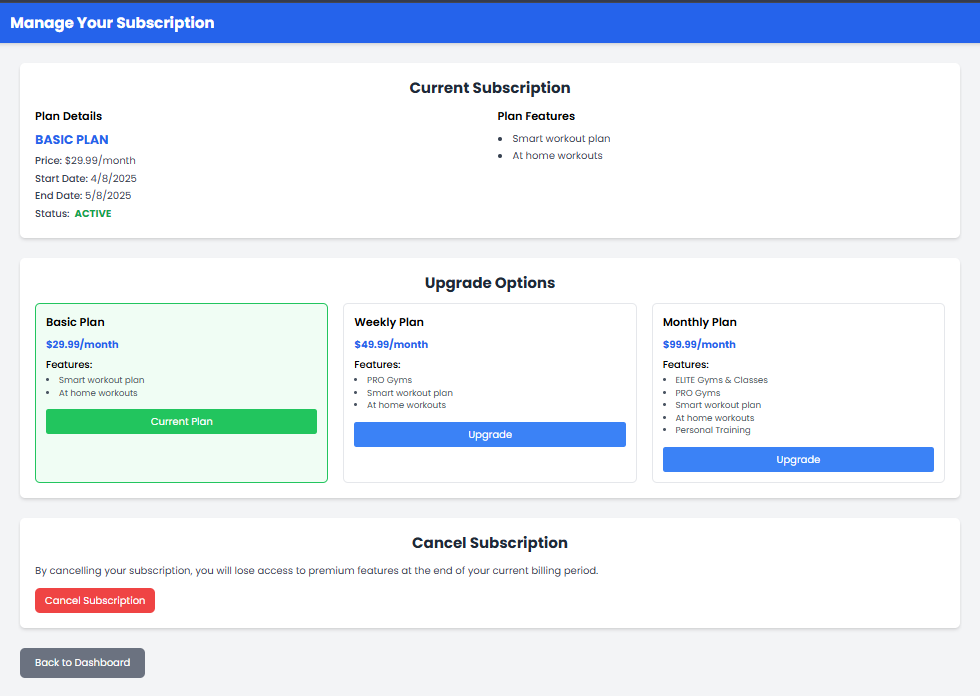 Manage Your Subscription
Current Subscription
Plan Details
BASIC PLAN
Price: $29.99/month
Start Date: 4/8/2025
End Date: 5/8/2025
Status: ACTIVE
Plan Features
Smart workout plan
At home workouts
Upgrade Options
Basic Plan
$29.99/month
Features:
Smart workout plan
At home workouts
Current Plan
Weekly Plan
$49.99/month
Features:
PRO Gyms
Smart workout plan
At home workouts
Upgrade
Monthly Plan
$99.99/month
Features:
ELITE Gyms & Classes
PRO Gyms
Smart workout plan
At home workouts
Personal Training
Upgrade
Cancel Subscription
By cancelling your subscription, you will lose access to premium features at the end of your current billing period.
Cancel Subscription
Back to Dashboard